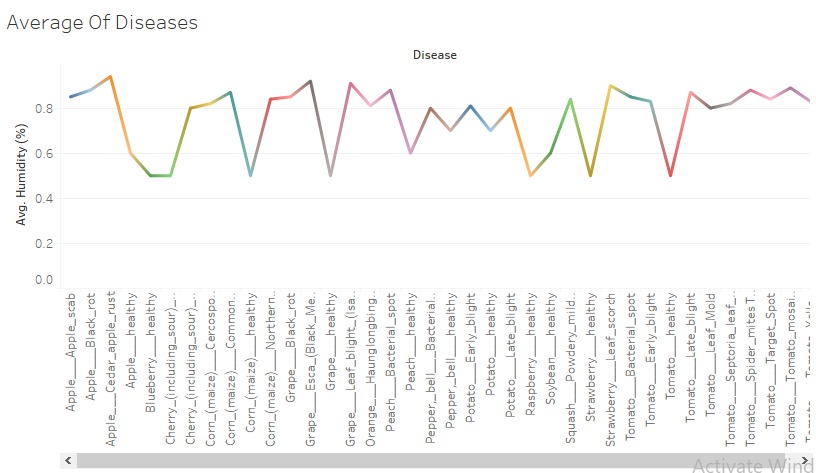 Average Of Diseases
Disease
Avg. Humidity (%)
0.8
0.6
0.4
0.2
0.0
Apple___Apple_scab
Apple___Black_rot
Apple___Cedar_apple_rust
Apple___healthy
Blueberry___healthy
Cherry_(including_sour)_..
Cherry_(including_sour)_..
Corn_(maize)___Cercospo..
Corn_(maize)___Common..
Corn_(maize)___healthy
Corn_(maize)___Northern..
Grape___Black_rot
Grape___Esca_(Black_Me..
Grape___healthy
Grape___Leaf_blight_(Isa..
Orange___Haunglongbing..
Peach___Bacterial_spot
Peach___healthy
Pepper,_bell___Bacterial..
Pepper,_bell___healthy
Potato___Early_blight
Potato___healthy
Potato___Late_blight
Raspberry___healthy
Soybean___healthy
Squash___Powdery_mild..
Strawberry___healthy
Strawberry___Leaf_scorch
Tomato___Bacterial_spot
Tomato___Early_blight
Tomato___healthy
Tomato___Late_blight
Tomato___Leaf_Mold
Tomato___Septoria_leaf_..
Tomato___Spider_mites T..
Tomato___Target_Spot
Tomato___Tomato_mosai..
Activate Wind